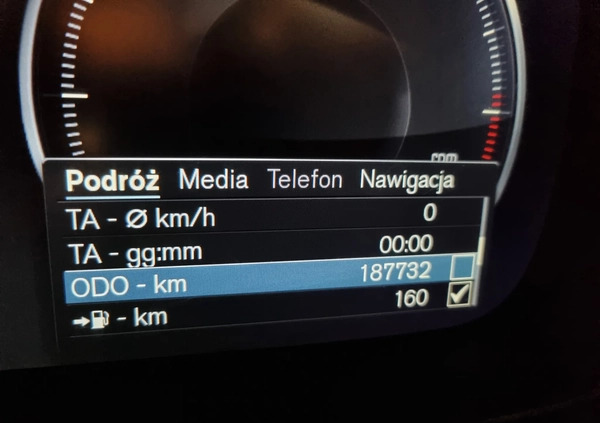 rpm
Podróż Media Telefon Nawigacja
TA - Ø km/h 0
TA - gg:mm 00:00
ODO - km 187732
- km 160